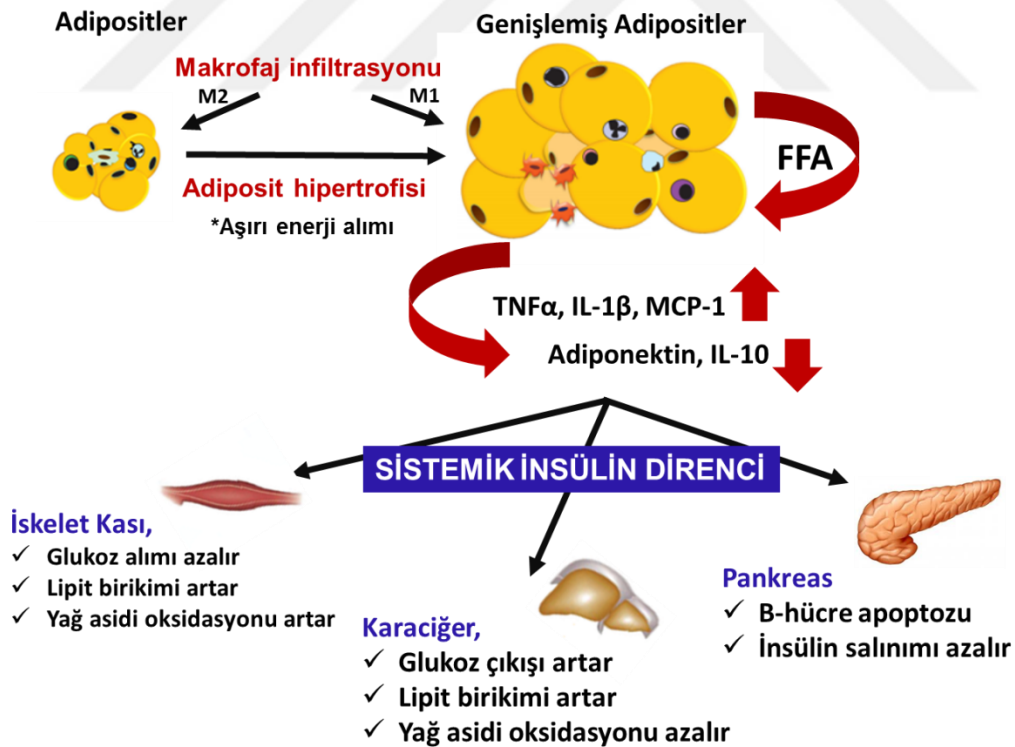 Adipositler
Genişlemiş Adipositler
Makrofaj infiltrasyonu
M2
M1
Adiposit hipertrofisi
*Aşırı enerji alımı
FFA
TNFα, IL-1β, MCP-1
Adiponektin, IL-10
SİSTEMİK İNSÜLİN DİRENCİ
İskelet Kası,
✓ Glukoz alımı azalır
✓ Lipit birikimi artar
✓ Yağ asidi oksidasyonu artar
Karaciğer,
✓ Glukoz çıkışı artar
✓ Lipit birikimi artar
✓ Yağ asidi oksidasyonu azalır
Pankreas
✓ B-hücre apoptozu
✓ İnsülin salınımı azalır